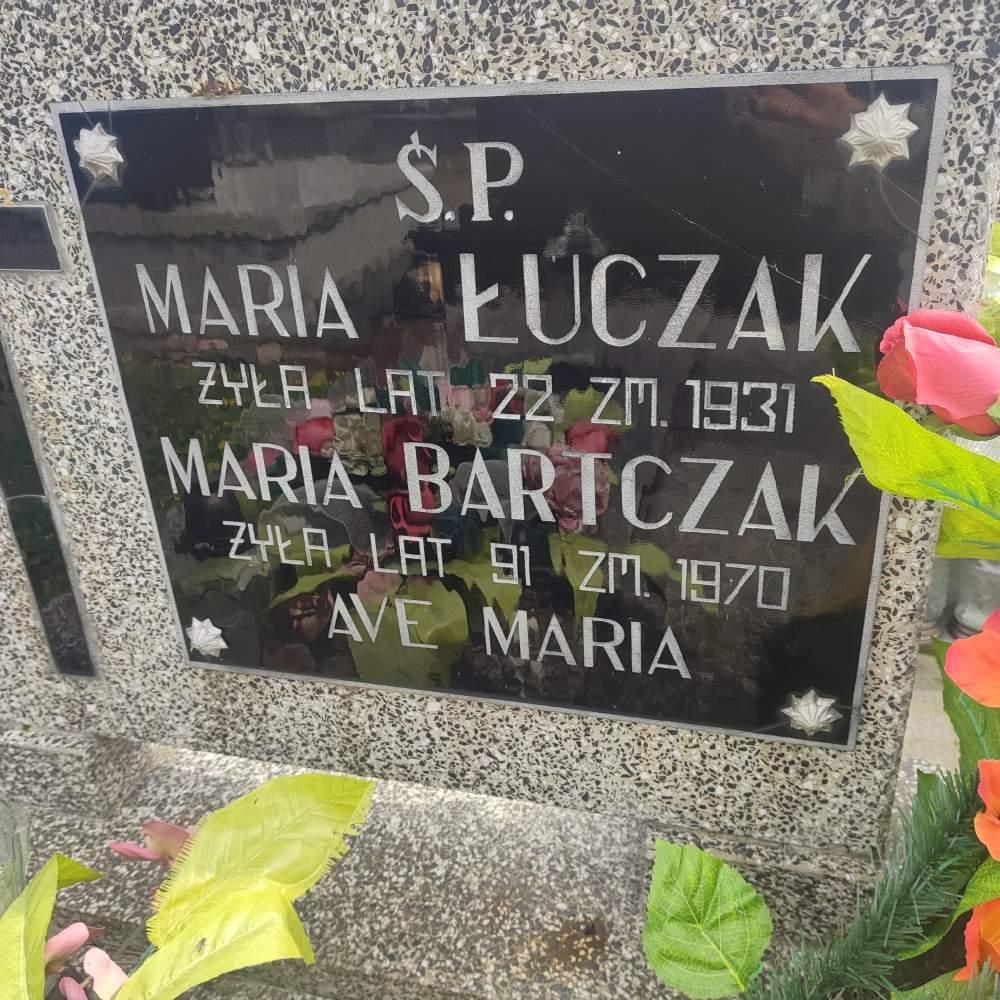 Ś.P.
MARIA ŁUCZAK
ŻYŁA LAT 22 ZM. 1931
MARIA BARTCZAK
ŻYŁA LAT 91 ZM. 1970
AVE MARIA